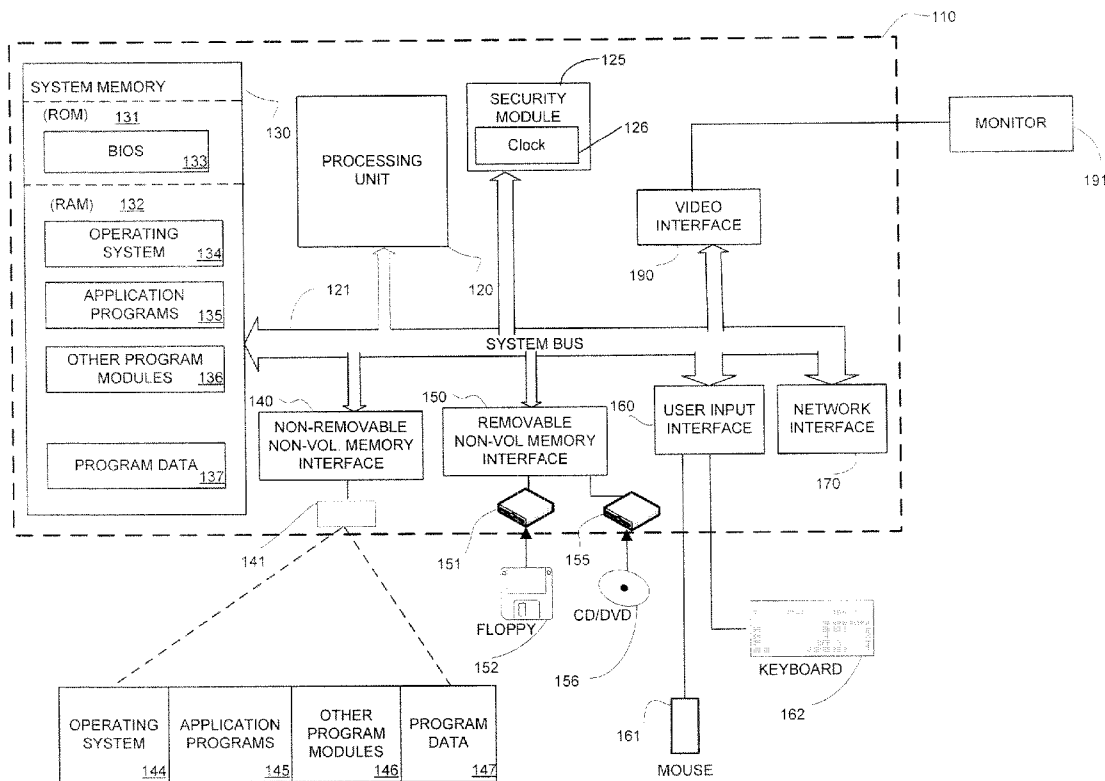 110
SYSTEM MEMORY
(ROM) 131
BIOS 133
(RAM) 132
OPERATING
SYSTEM 134
APPLICATION
PROGRAMS 135
OTHER PROGRAM
MODULES 136
PROGRAM DATA 137
130
PROCESSING
UNIT
120
125
SECURITY
MODULE
126
Clock
MONITOR
191
VIDEO
INTERFACE
190
121
SYSTEM BUS
140
NON-REMOVABLE
NON-VOL. MEMORY
INTERFACE
150
REMOVABLE
NON-VOL MEMORY
INTERFACE
160
USER INPUT
INTERFACE
NETWORK
INTERFACE
170
141
151
155
FLOPPY
152
CD/DVD
156
KEYBOARD
162
161
MOUSE
OPERATING
SYSTEM
144
APPLICATION
PROGRAMS
145
OTHER
PROGRAM
MODULES 146
PROGRAM
DATA
147